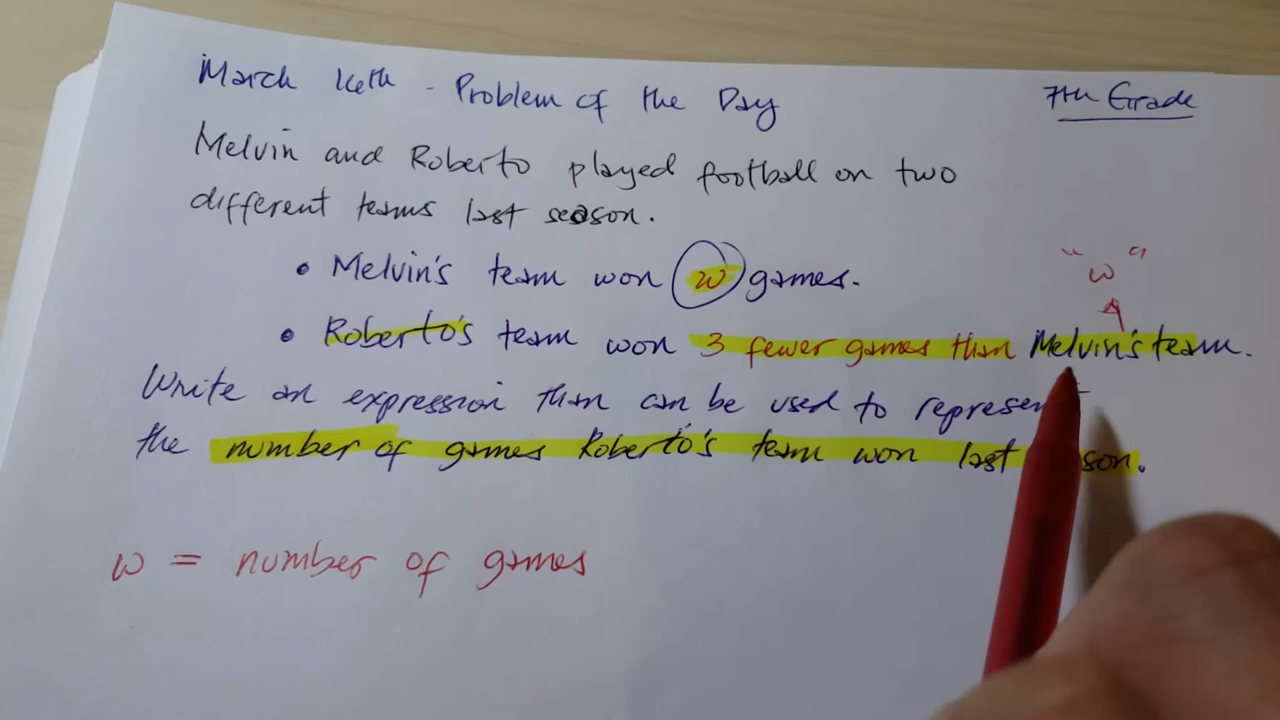 March 16th - Problem of the Day
7th Grade
Melvin and Roberto played football on two
different teams last season.
• Melvin's team won w games.
" w "
• Roberto's team won 3 fewer games than Melvin's team.
Write an expression than can be used to represent
the number of games Roberto's team won last son.
w = number of games